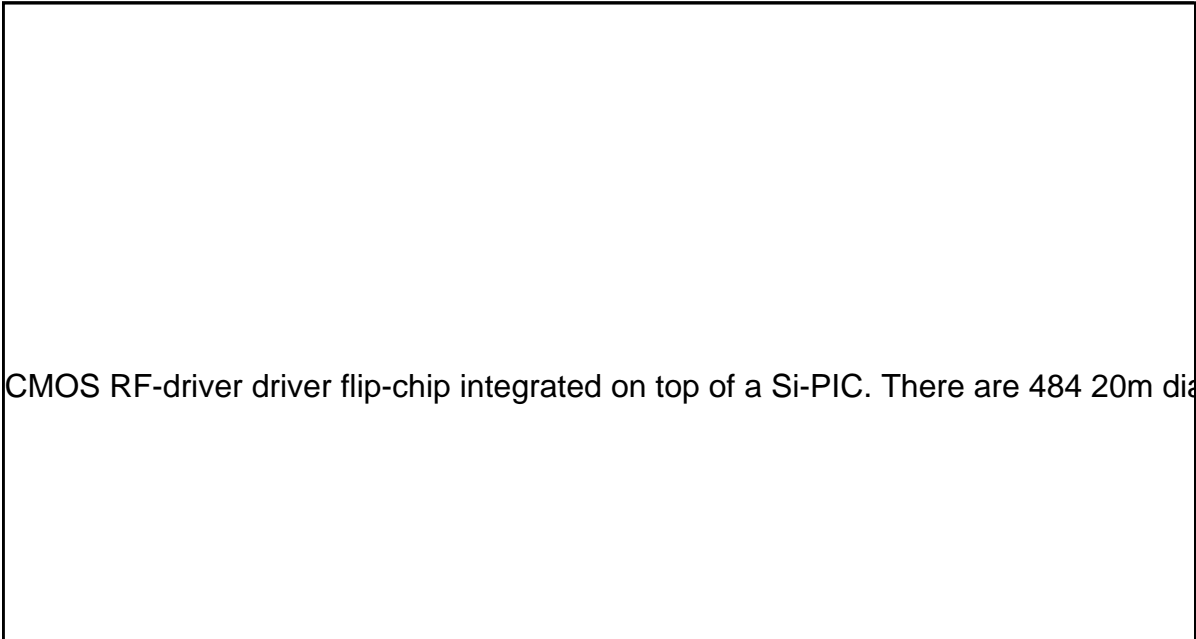 CMOS RF-driver driver flip-chip integrated on top of a Si-PIC. There are 484 20m